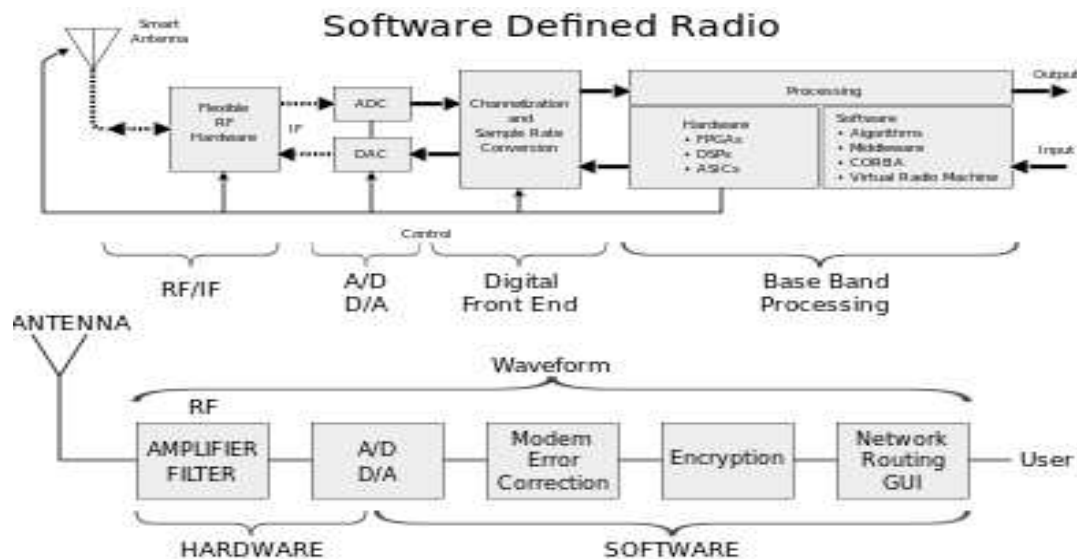 Software Defined Radio
Smart
Antenna
Flexible
RF
Hardware
IF
ADC
DAC
Channelization
and
Sample Rate
Conversion
Processing
Hardware
• FPGAs
• DSPs
• ASICs
Software
• Algorithms
• Middleware
• CORBA
• Virtual Radio Machine
Output
Input
Control
RF/IF
A/D
D/A
Digital
Front End
Base Band
Processing
ANTENNA
Waveform
RF
AMPLIFIER
FILTER
A/D
D/A
Modem
Error
Correction
Encryption
Network
Routing
GUI
User
HARDWARE
SOFTWARE